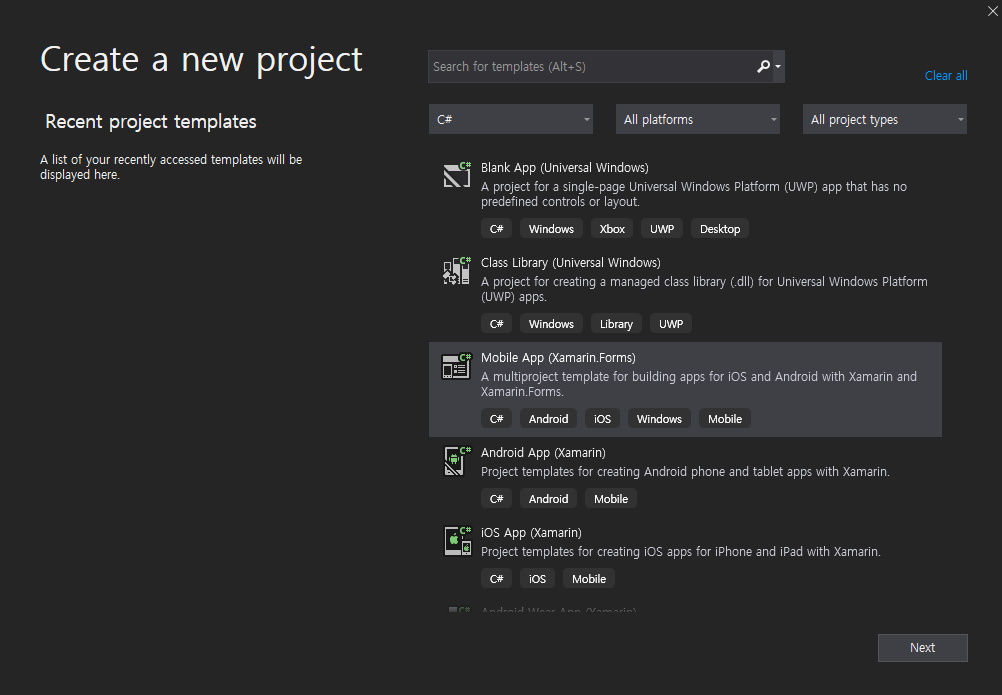 Create a new project
Recent project templates
A list of your recently accessed templates will be
displayed here.
Search for templates (Alt+S)
Clear all
C#
All platforms
All project types
C#
Blank App (Universal Windows)
A project for a single-page Universal Windows Platform (UWP) app that has no
predefined controls or layout.
C# Windows Xbox UWP Desktop
C#
Class Library (Universal Windows)
A project for creating a managed class library (.dll) for Universal Windows Platform
(UWP) apps.
C# Windows Library UWP
C#
Mobile App (Xamarin.Forms)
A multiproject template for building apps for iOS and Android with Xamarin and
Xamarin.Forms.
C# Android iOS Windows Mobile
C#
Android App (Xamarin)
Project templates for creating Android phone and tablet apps with Xamarin.
C# Android Mobile
C#
iOS App (Xamarin)
Project templates for creating iOS apps for iPhone and iPad with Xamarin.
C# iOS Mobile
C#
Android Wear App (Xamarin)
Next